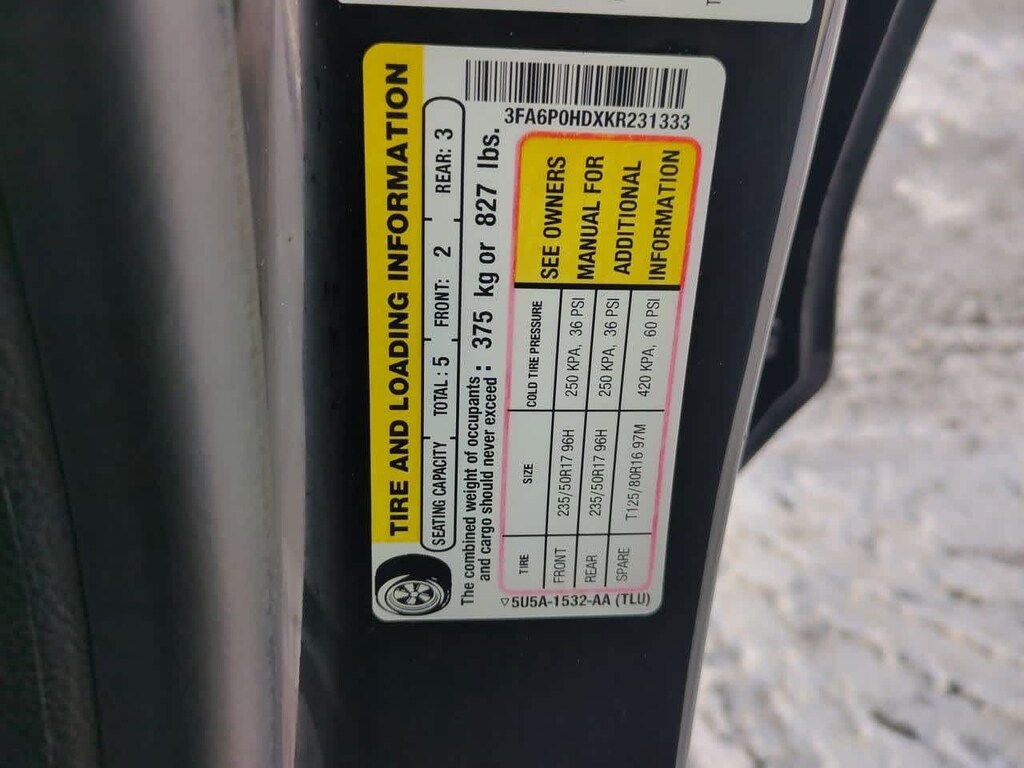 TIRE AND LOADING INFORMATION
SEATING CAPACITY TOTAL : 5 FRONT: 2 REAR: 3
The combined weight of occupants : 375 kg or 827 lbs.
and cargo should never exceed
3FA6P0HDXKR231333
TIRE SIZE COLD TIRE PRESSURE
FRONT 235/50R17 96H 250 KPA, 36 PSI
REAR 235/50R17 96H 250 KPA, 36 PSI
SPARE T125/80R16 97M 420 KPA, 60 PSI
SEE OWNERS
MANUAL FOR
ADDITIONAL
INFORMATION
▽5U5A-1532-AA (TLU)